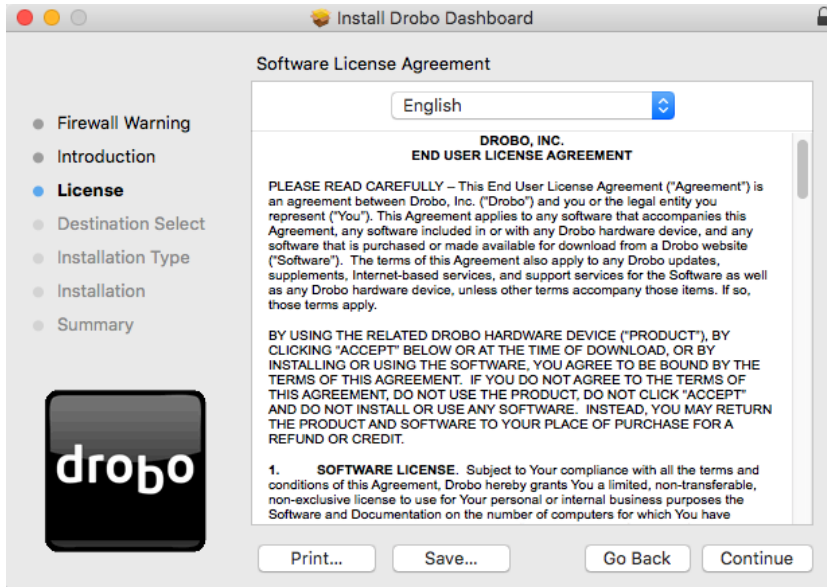 Install Drobo Dashboard
Software License Agreement
Firewall Warning
Introduction
License
Destination Select
Installation Type
Installation
Summary
drobo
English
DROBO, INC.
END USER LICENSE AGREEMENT
PLEASE READ CAREFULLY – This End User License Agreement ("Agreement") is
an agreement between Drobo, Inc. ("Drobo") and you or the legal entity you
represent ("You"). This Agreement applies to any software that accompanies this
Agreement, any software included in or with any Drobo hardware device, and any
software that is purchased or made available for download from a Drobo website
("Software"). The terms of this Agreement also apply to any Drobo updates,
supplements, Internet-based services, and support services for the Software as well
as any Drobo hardware device, unless other terms accompany those items. If so,
those terms apply.
BY USING THE RELATED DROBO HARDWARE DEVICE ("PRODUCT"), BY
CLICKING "ACCEPT" BELOW OR AT THE TIME OF DOWNLOAD, OR BY
INSTALLING OR USING THE SOFTWARE, YOU AGREE TO BE BOUND BY THE
TERMS OF THIS AGREEMENT. IF YOU DO NOT AGREE TO THE TERMS OF
THIS AGREEMENT, DO NOT USE THE PRODUCT, DO NOT CLICK "ACCEPT"
AND DO NOT INSTALL OR USE ANY SOFTWARE. INSTEAD, YOU MAY RETURN
THE PRODUCT AND SOFTWARE TO YOUR PLACE OF PURCHASE FOR A
REFUND OR CREDIT.
1. SOFTWARE LICENSE. Subject to Your compliance with all the terms and
conditions of this Agreement, Drobo hereby grants You a limited, non-transferable,
non-exclusive license to use for Your personal or internal business purposes the
Software and Documentation on the number of computers for which You have
Print...
Save...
Go Back
Continue